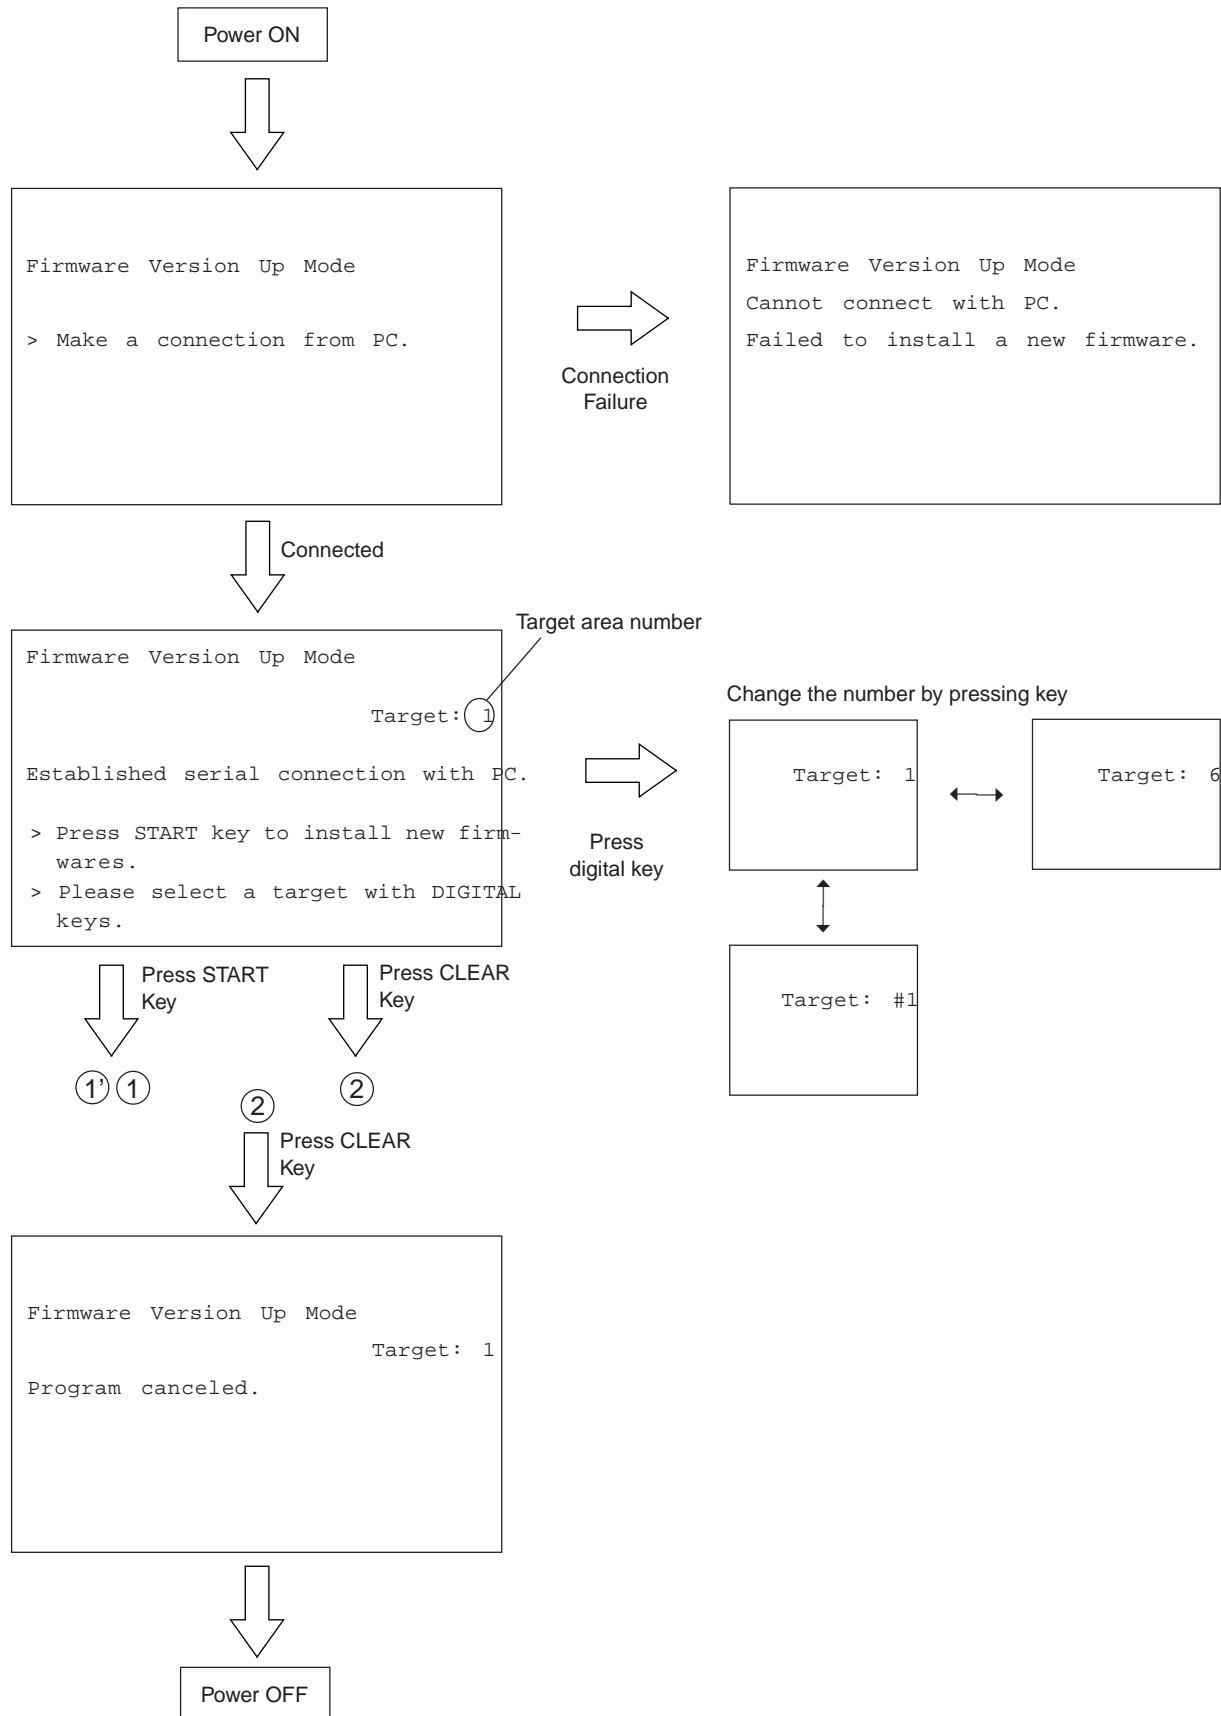 Power ON
Firmware Version Up Mode
> Make a connection from PC.
Connection
Failure
Firmware Version Up Mode
Cannot connect with PC.
Failed to install a new firmware.
Connected
Target area number
Firmware Version Up Mode
Target: 1
Established serial connection with PC.
> Press START key to install new firm-
wares.
> Please select a target with DIGITAL
keys.
Press
digital key
Change the number by pressing key
Target: 1
Target: 6
Target: #1
Press START
Key
Press CLEAR
Key
1' 1
2
2
Press CLEAR
Key
Firmware Version Up Mode
Target: 1
Program canceled.
Power OFF